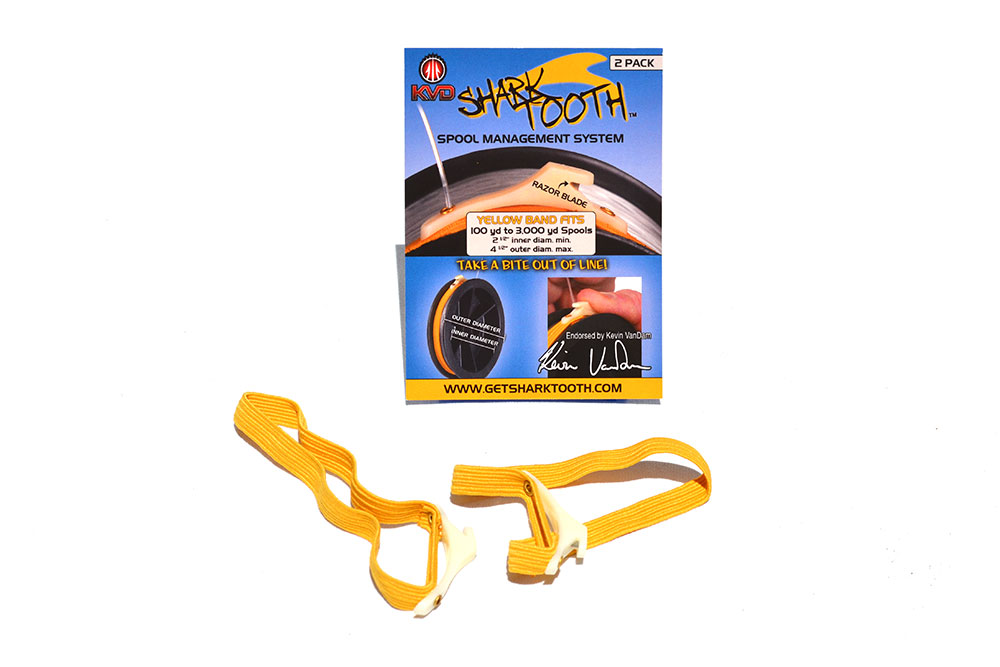 2 PACK
KVD
SHARK
TOOTH™
SPOOL MANAGEMENT SYSTEM
RAZOR BLADE
YELLOW BAND FITS
100 yd to 3,000 yd Spools
2 1/2" inner diam. min.
4 1/2" outer diam. max.
TAKE A BITE OUT OF LINE!
OUTER DIAMETER
INNER DIAMETER
Endorsed by Kevin VanDam
Kevin VanDam
WWW.GETSHARKTOOTH.COM